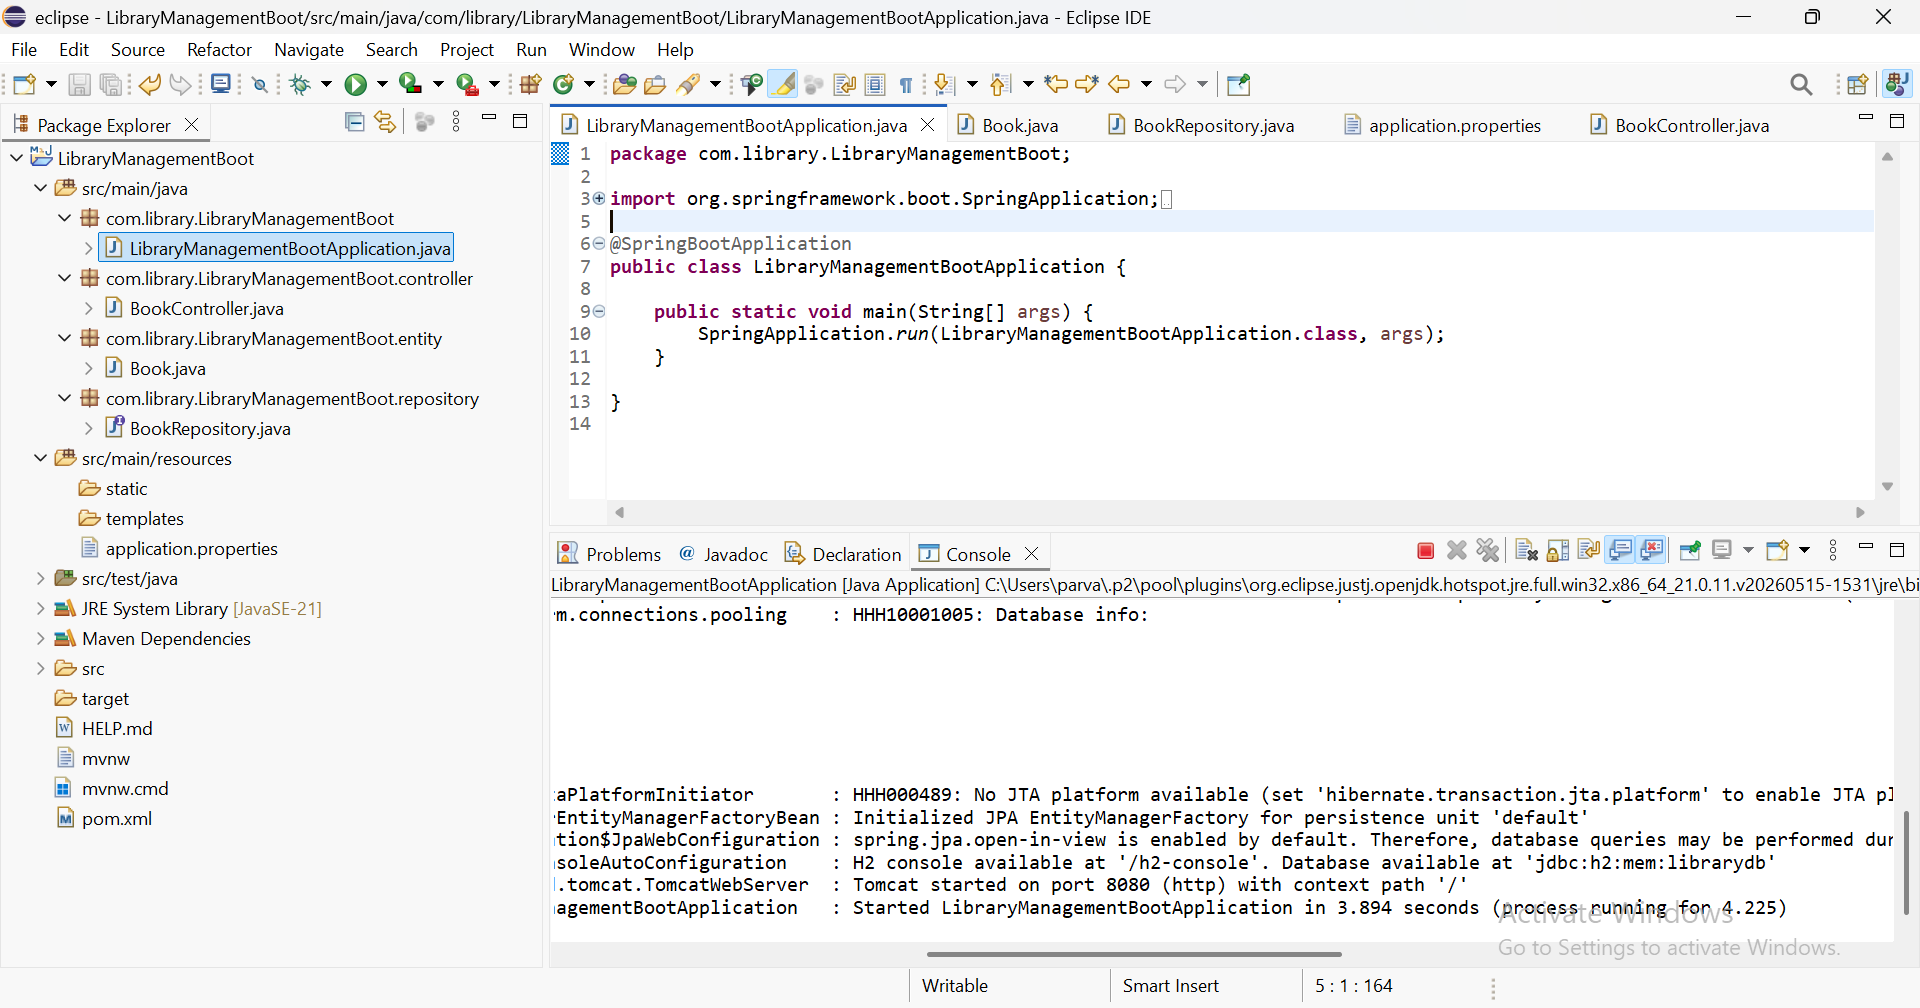 eclipse - LibraryManagementBoot/src/main/java/com/library/LibraryManagementBoot/LibraryManagementBootApplication.java - Eclipse IDE
File Edit Source Refactor Navigate Search Project Run Window Help
Package Explorer
LibraryManagementBoot
src/main/java
com.library.LibraryManagementBoot
LibraryManagementBootApplication.java
com.library.LibraryManagementBoot.controller
BookController.java
com.library.LibraryManagementBoot.entity
Book.java
com.library.LibraryManagementBoot.repository
BookRepository.java
src/main/resources
static
templates
application.properties
src/test/java
JRE System Library [JavaSE-21]
Maven Dependencies
src
target
HELP.md
mvnw
mvnw.cmd
pom.xml
LibraryManagementBootApplication.java Book.java BookRepository.java application.properties BookController.java
1 package com.library.LibraryManagementBoot;
2
3 import org.springframework.boot.SpringApplication;
5
6 @SpringBootApplication
7 public class LibraryManagementBootApplication {
8
9 public static void main(String[] args) {
10 SpringApplication.run(LibraryManagementBootApplication.class, args);
11 }
12
13 }
14
Problems @ Javadoc Declaration Console
LibraryManagementBootApplication [Java Application] C:\Users\parva\.p2\pool\plugins\org.eclipse.justj.openjdk.hotspot.jre.full.win32.x86_64_21.0.11.v20260515-1531\jre\bi
m.connections.pooling : HHH10001005: Database info:
aPlatformInitiator : HHH000489: No JTA platform available (set 'hibernate.transaction.jta.platform' to enable JTA pl
EntityManagerFactoryBean : Initialized JPA EntityManagerFactory for persistence unit 'default'
tion$JpaWebConfiguration : spring.jpa.open-in-view is enabled by default. Therefore, database queries may be performed dur
soleAutoConfiguration : H2 console available at '/h2-console'. Database available at 'jdbc:h2:mem:librarydb'
.tomcat.TomcatWebServer : Tomcat started on port 8080 (http) with context path '/'
agementBootApplication : Started LibraryManagementBootApplication in 3.894 seconds (process running for 4.225)
Activate Windows
Go to Settings to activate Windows.
Writable Smart Insert 5 : 1 : 164